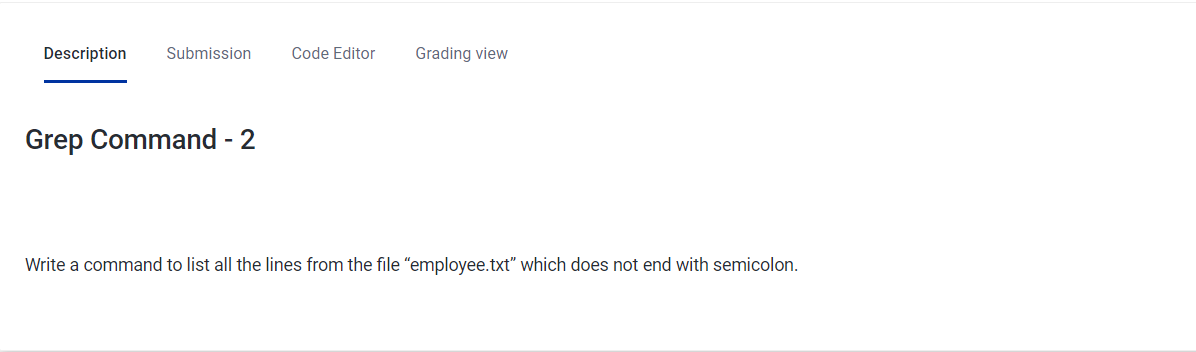 Description Submission Code Editor Grading view
Grep Command - 2
Write a command to list all the lines from the file “employee.txt” which does not end with semicolon.